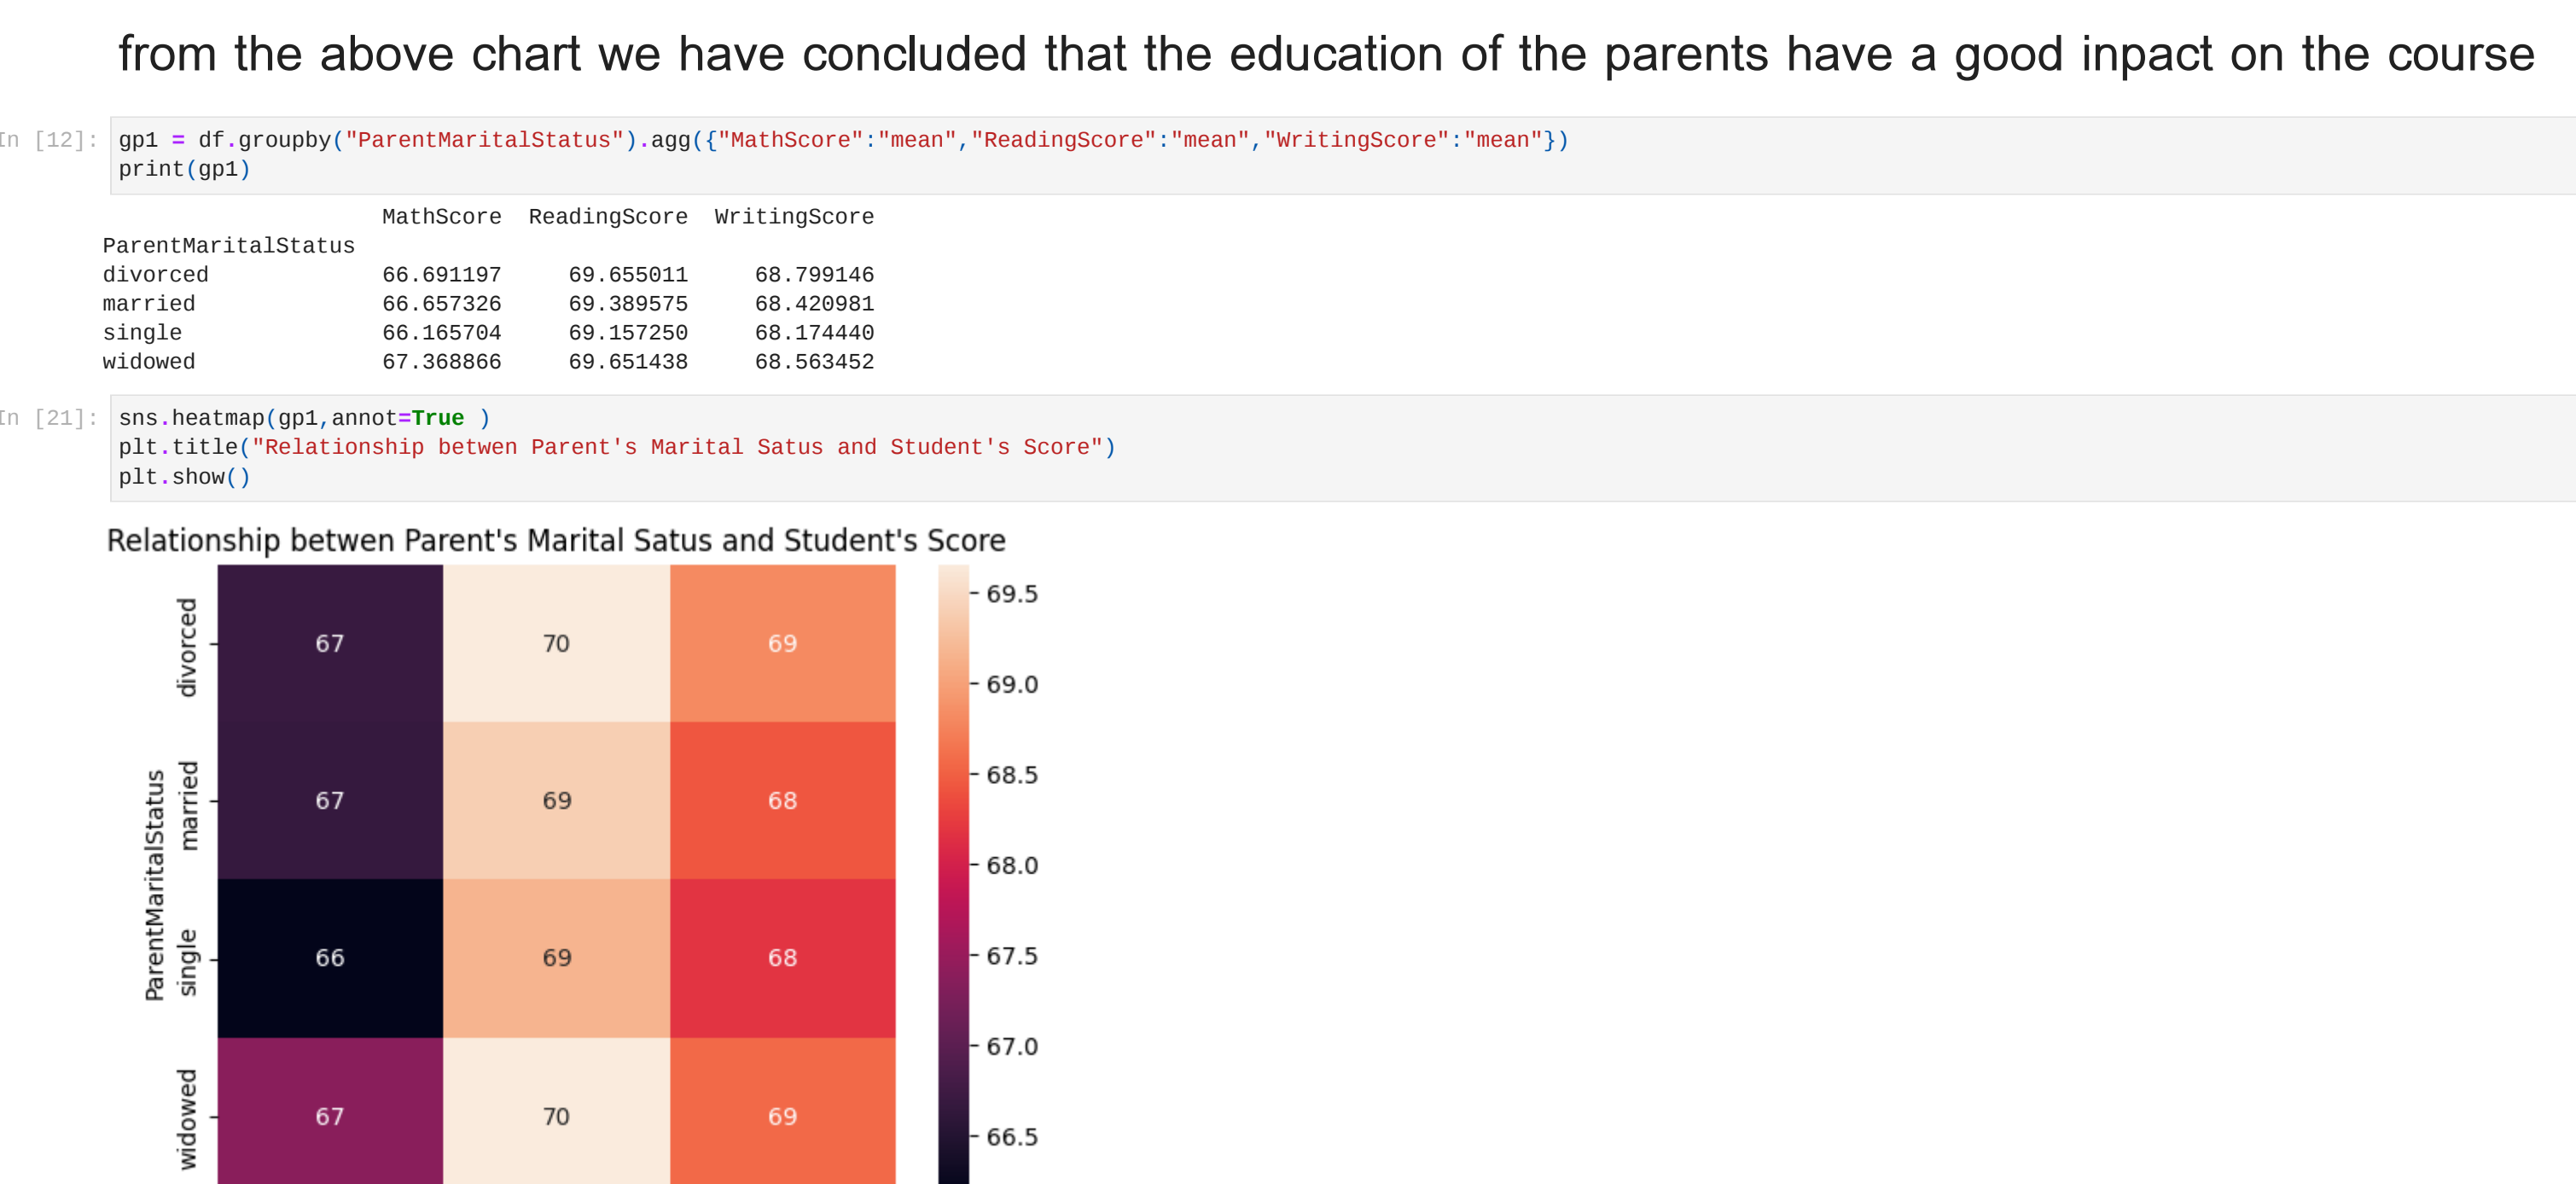 from the above chart we have concluded that the education of the parents have a good inpact on the course
In [12]:
gp1 = df.groupby("ParentMaritalStatus").agg({"MathScore":"mean","ReadingScore":"mean","WritingScore":"mean"})
print(gp1)
MathScore ReadingScore WritingScore
ParentMaritalStatus
divorced 66.691197 69.655011 68.799146
married 66.657326 69.389575 68.420981
single 66.165704 69.157250 68.174440
widowed 67.368866 69.651438 68.563452
In [21]:
sns.heatmap(gp1,annot=True )
plt.title("Relationship betwen Parent's Marital Satus and Student's Score")
plt.show()
Relationship betwen Parent's Marital Satus and Student's Score
ParentMaritalStatus
divorced 67 70 69
married 67 69 68
single 66 69 68
widowed 67 70 69
69.5
69.0
68.5
68.0
67.5
67.0
66.5